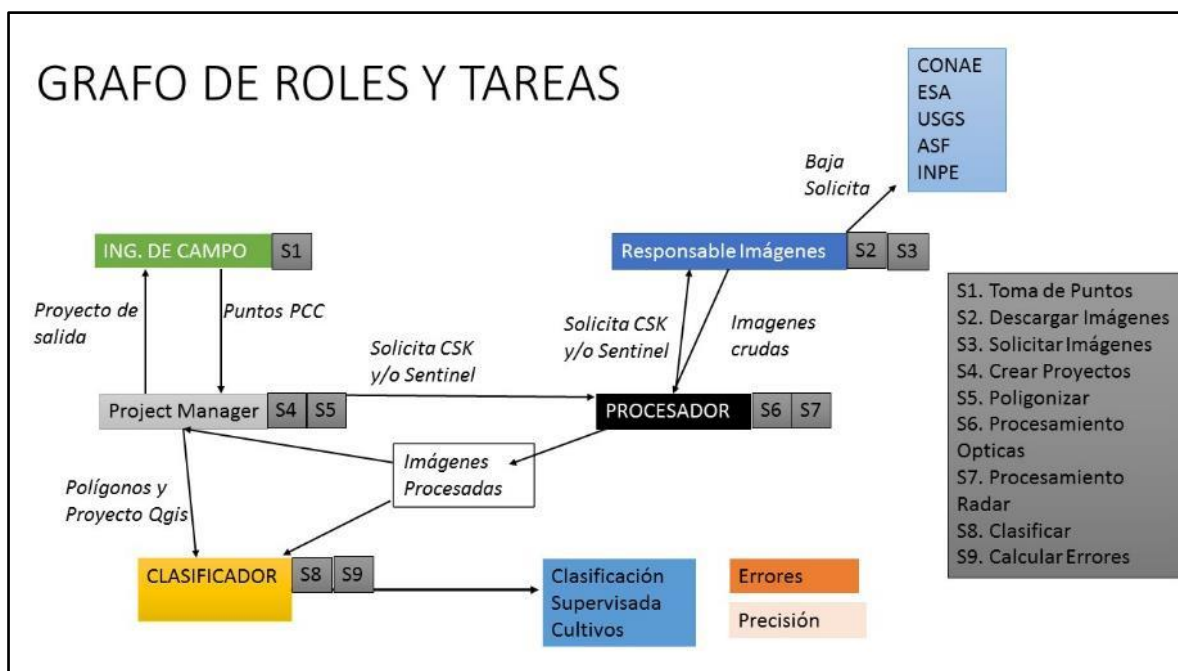 GRAFO DE ROLES Y TAREAS
CONAE
ESA
USGS
ASF
INPE
Baja
Solicita
ING. DE CAMPO
S1
Responsable Imágenes
S2
S3
Proyecto de
salida
Puntos PCC
Solicita CSK
y/o Sentinel
Solicita CSK
y/o Sentinel
Imagenes
crudas
Project Manager
S4
S5
PROCESADOR
S6
S7
Imágenes
Procesadas
Polígonos y
Proyecto Qgis
CLASIFICADOR
S8
S9
Clasificación
Supervisada
Cultivos
Errores
Precisión
S1. Toma de Puntos
S2. Descargar Imágenes
S3. Solicitar Imágenes
S4. Crear Proyectos
S5. Poligonizar
S6. Procesamiento
Opticas
S7. Procesamiento
Radar
S8. Clasificar
S9. Calcular Errores